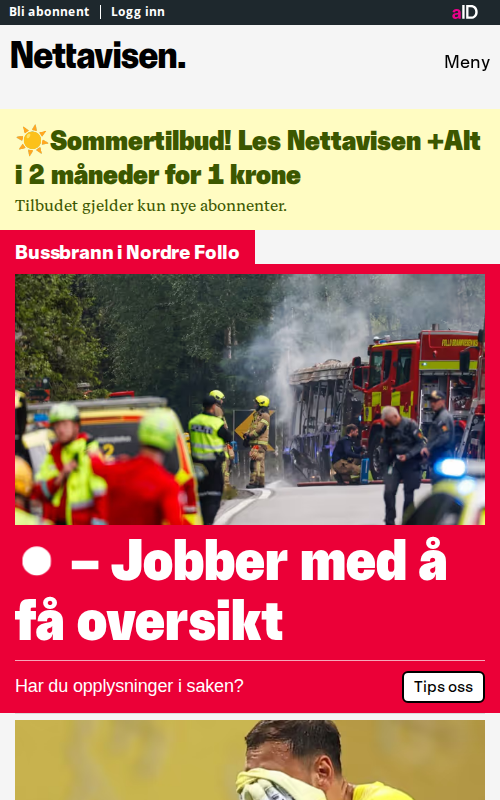 Bli abonnent
Logg inn
aID
Nettavisen.
Meny
Sommertilbud! Les Nettavisen +Alt
i 2 måneder for 1 krone
Tilbudet gjelder kun nye abonnenter.
Bussbrann i Nordre Follo
– Jobber med å
få oversikt
Har du opplysninger i saken?
Tips oss